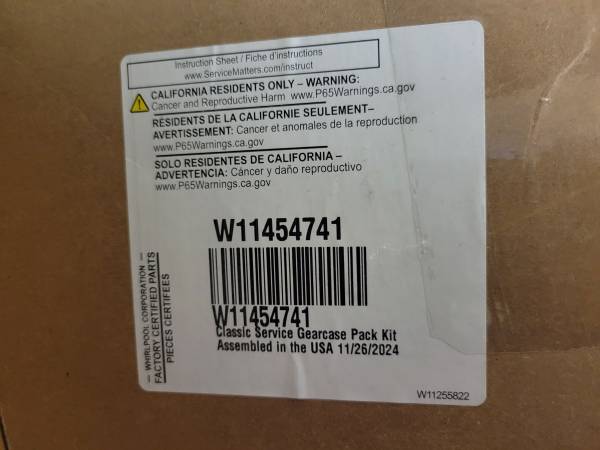 Instruction Sheet / Fiche d'instructions
www.ServiceMatters.com/instruct
CALIFORNIA RESIDENTS ONLY – WARNING:
Cancer and Reproductive Harm www.P65Warnings.ca.gov
RÉSIDENTS DE LA CALIFORNIE SEULEMENT–
AVERTISSEMENT: Cancer et anomales de la reproduction
www.P65Warnings.ca.gov
SOLO RESIDENTES DE CALIFORNIA –
ADVERTENCIA: Cáncer y daño reproductivo
www.P65Warnings.ca.gov
W11454741
W11454741
Classic Service Gearcase Pack Kit
Assembled in the USA 11/26/2024
— WHIRLPOOL CORPORATION —
FACTORY CERTIFIED PARTS
PIECES CERTIFEES
W11255822